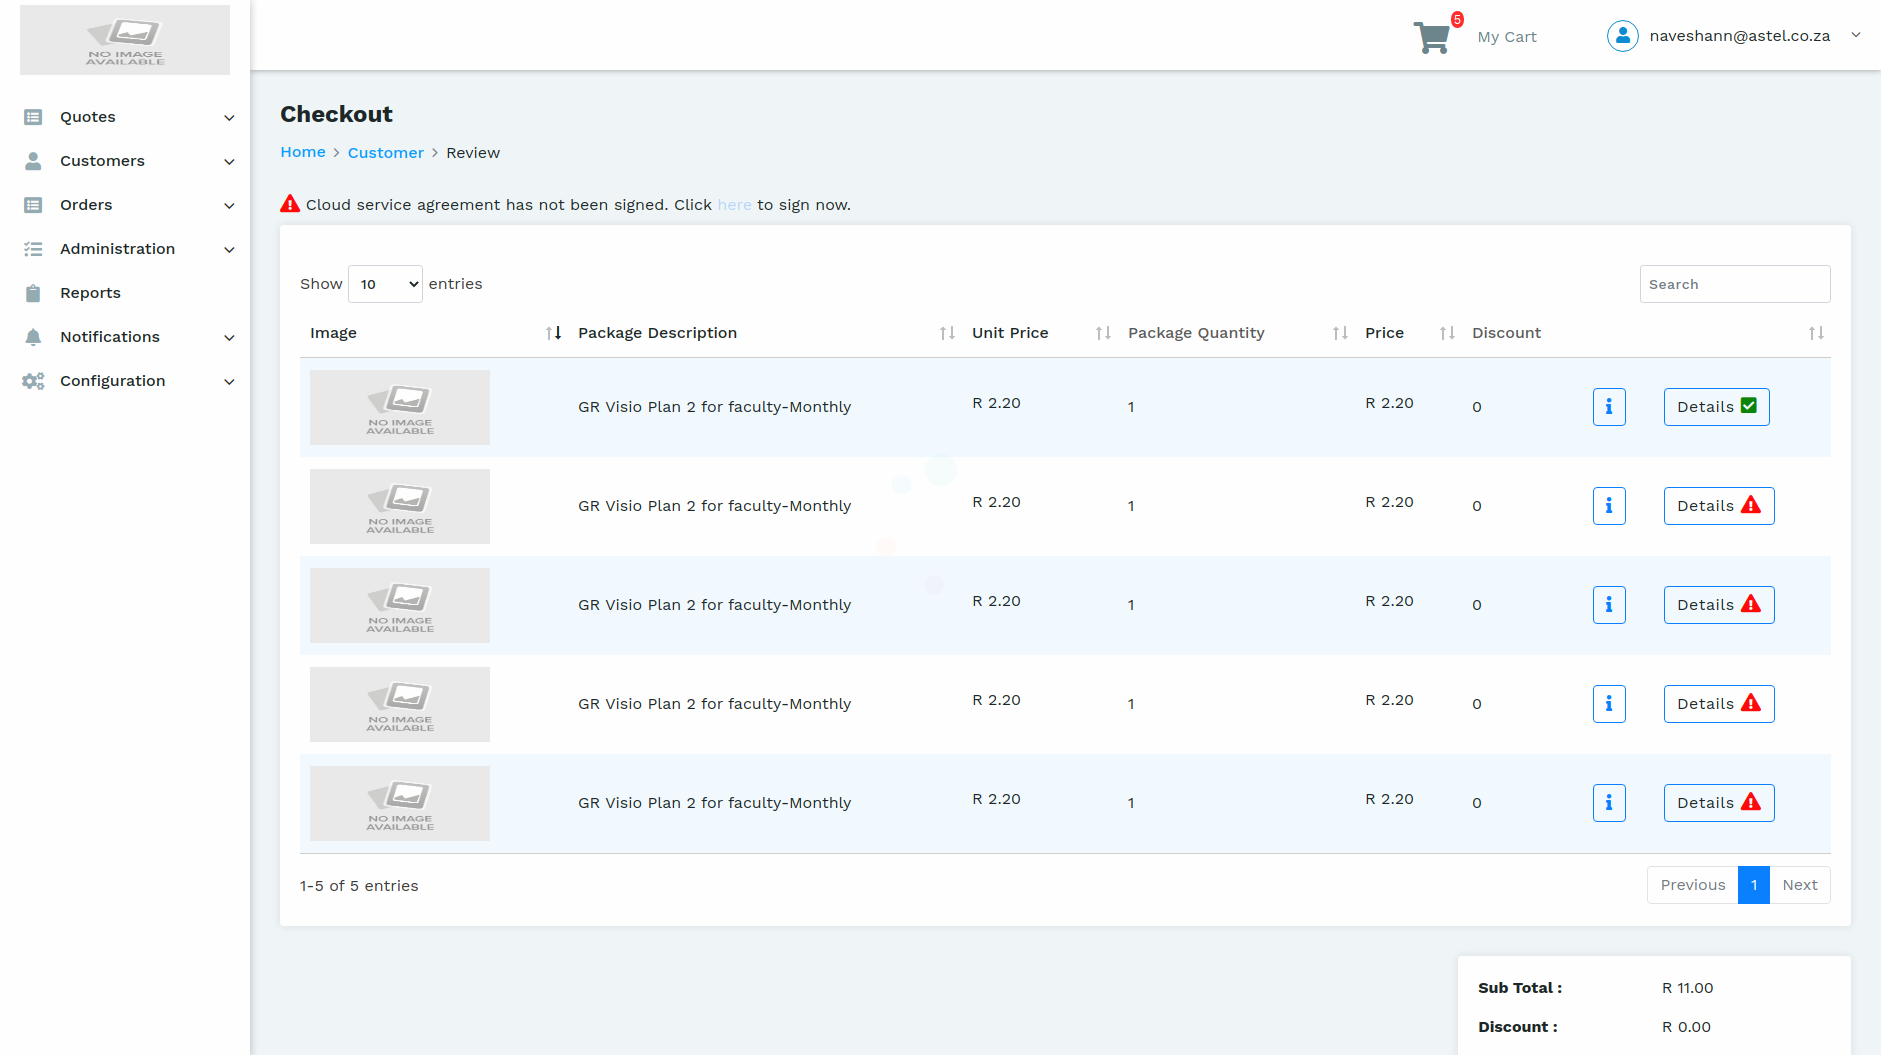 NO IMAGE
AVAILABLE
5
My Cart
naveshann@astel.co.za
Quotes
Customers
Orders
Administration
Reports
Notifications
Configuration
Checkout
Home > Customer > Review
Cloud service agreement has not been signed. Click here to sign now.
Show 10 entries
Search
Image Package Description Unit Price Package Quantity Price Discount
NO IMAGE
AVAILABLE
GR Visio Plan 2 for faculty-Monthly R 2.20 1 R 2.20 0 i Details
NO IMAGE
AVAILABLE
GR Visio Plan 2 for faculty-Monthly R 2.20 1 R 2.20 0 i Details
NO IMAGE
AVAILABLE
GR Visio Plan 2 for faculty-Monthly R 2.20 1 R 2.20 0 i Details
NO IMAGE
AVAILABLE
GR Visio Plan 2 for faculty-Monthly R 2.20 1 R 2.20 0 i Details
NO IMAGE
AVAILABLE
GR Visio Plan 2 for faculty-Monthly R 2.20 1 R 2.20 0 i Details
1-5 of 5 entries
Previous 1 Next
Sub Total : R 11.00
Discount : R 0.00